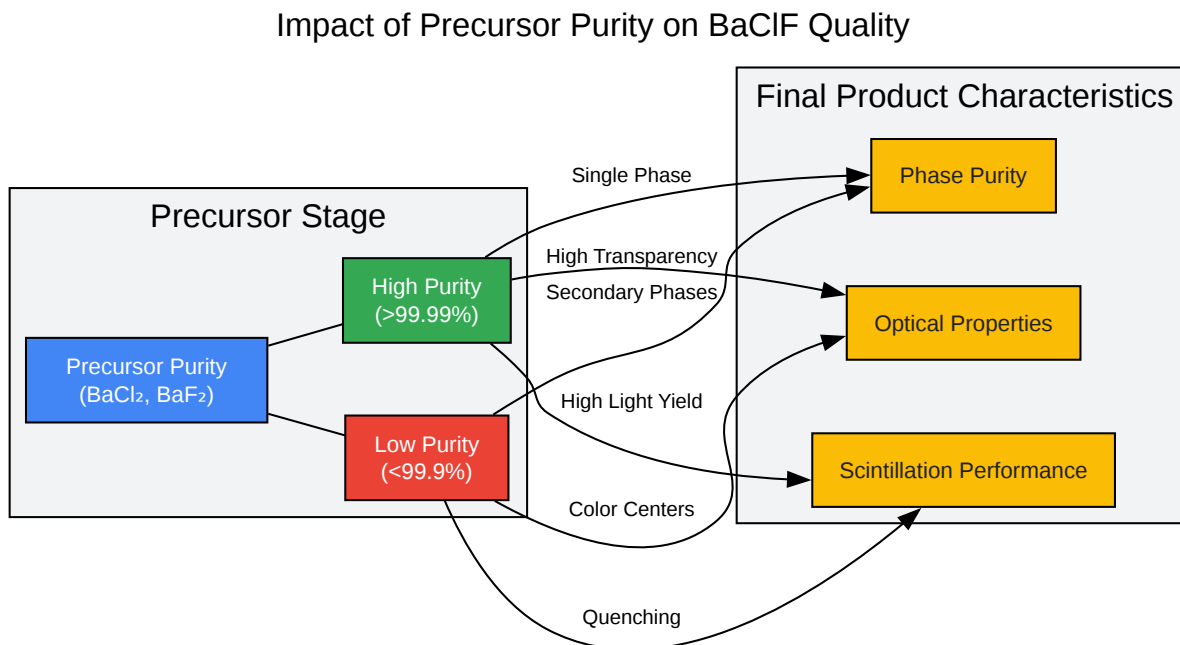 Impact of Precursor Purity on BaClF Quality
Precursor Stage
Precursor Purity
(BaCl₂, BaF₂)
High Purity
(>99.99%)
Low Purity
(<99.9%)
Single Phase
High Transparency
Secondary Phases
High Light Yield
Color Centers
Quenching
Final Product Characteristics
Phase Purity
Optical Properties
Scintillation Performance